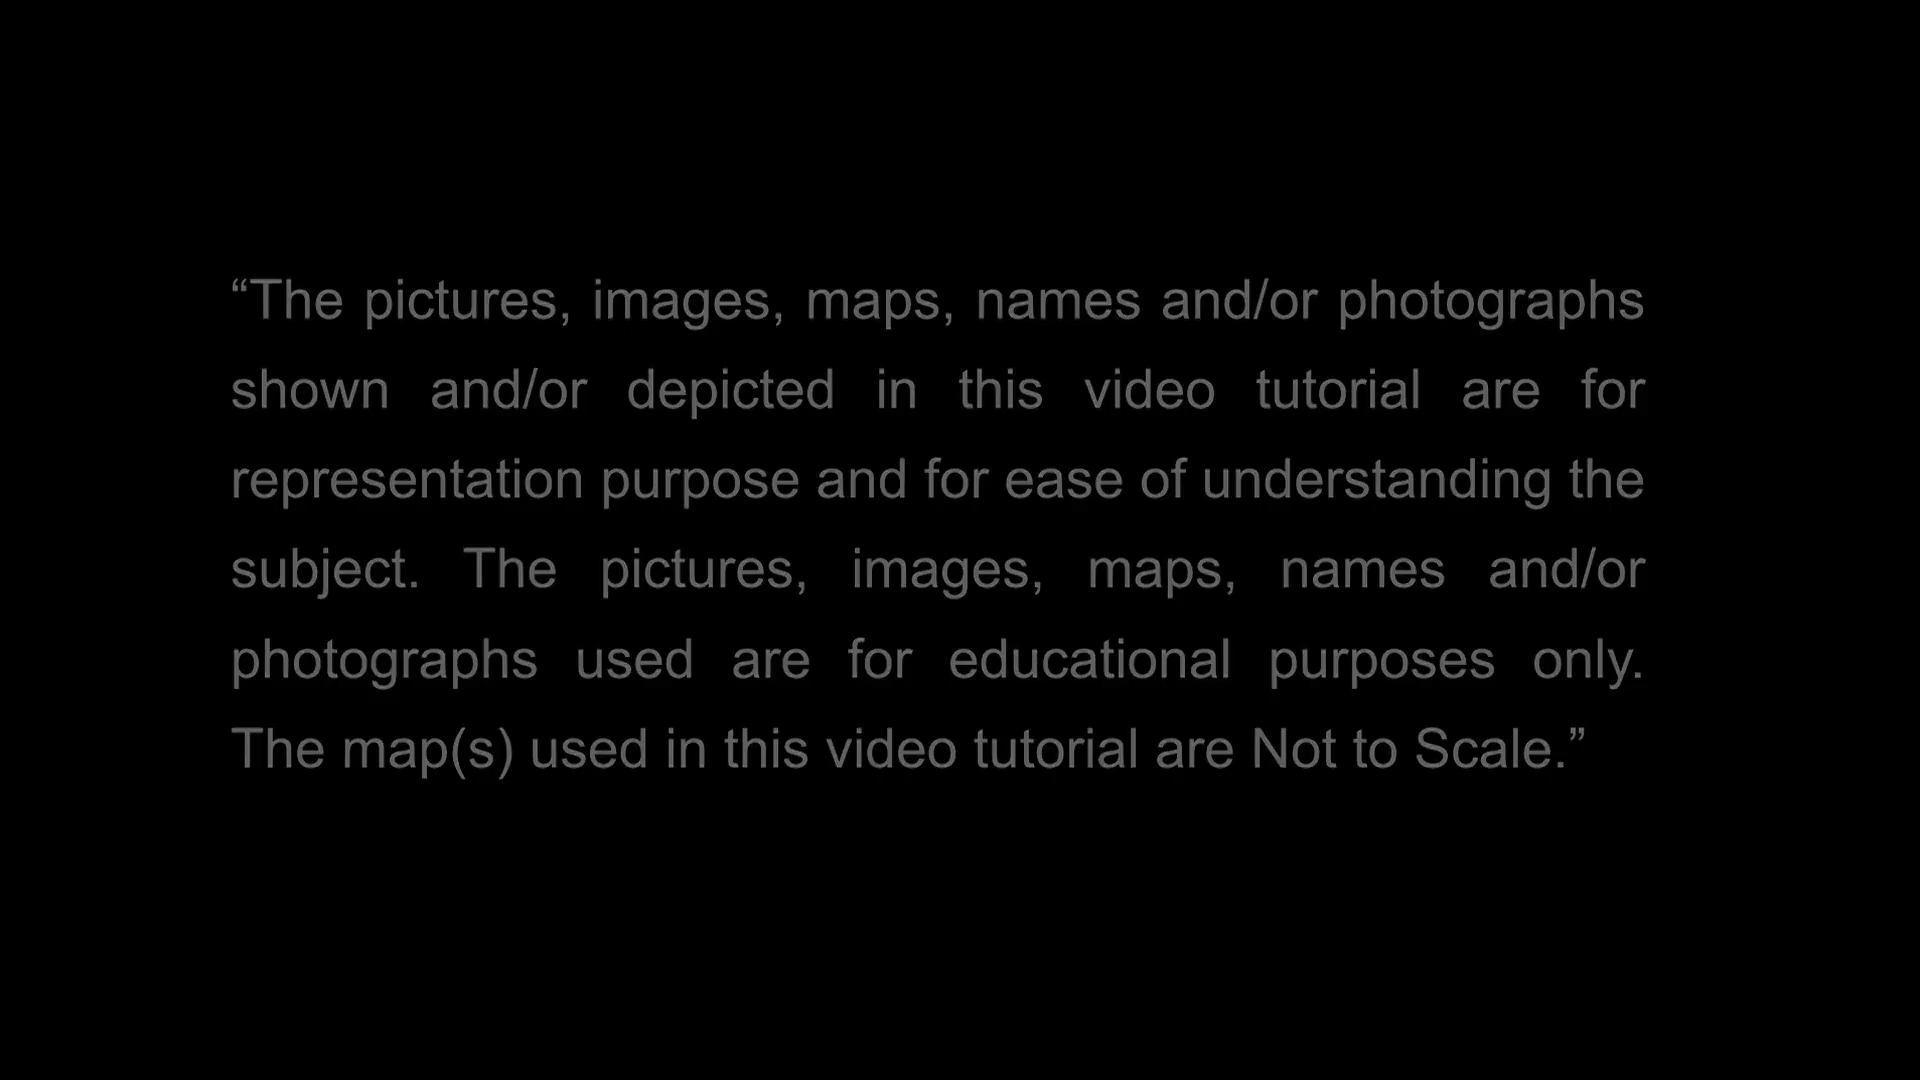 “The pictures, images, maps, names and/or photographs
shown and/or depicted in this video tutorial are for
representation purpose and for ease of understanding the
subject. The pictures, images, maps, names and/or
photographs used are for educational purposes only.
The map(s) used in this video tutorial are Not to Scale.”